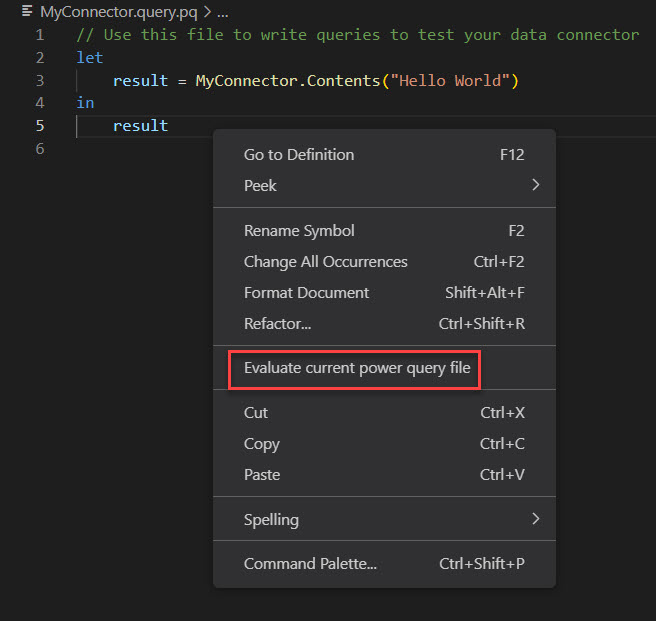 MyConnector.query.pq > ...
1 // Use this file to write queries to test your data connector
2 let
3 result = MyConnector.Contents("Hello World")
4 in
5 result
6
Go to Definition F12
Peek >
Rename Symbol F2
Change All Occurrences Ctrl+F2
Format Document Shift+Alt+F
Refactor... Ctrl+Shift+R
Evaluate current power query file
Cut Ctrl+X
Copy Ctrl+C
Paste Ctrl+V
Spelling >
Command Palette... Ctrl+Shift+P